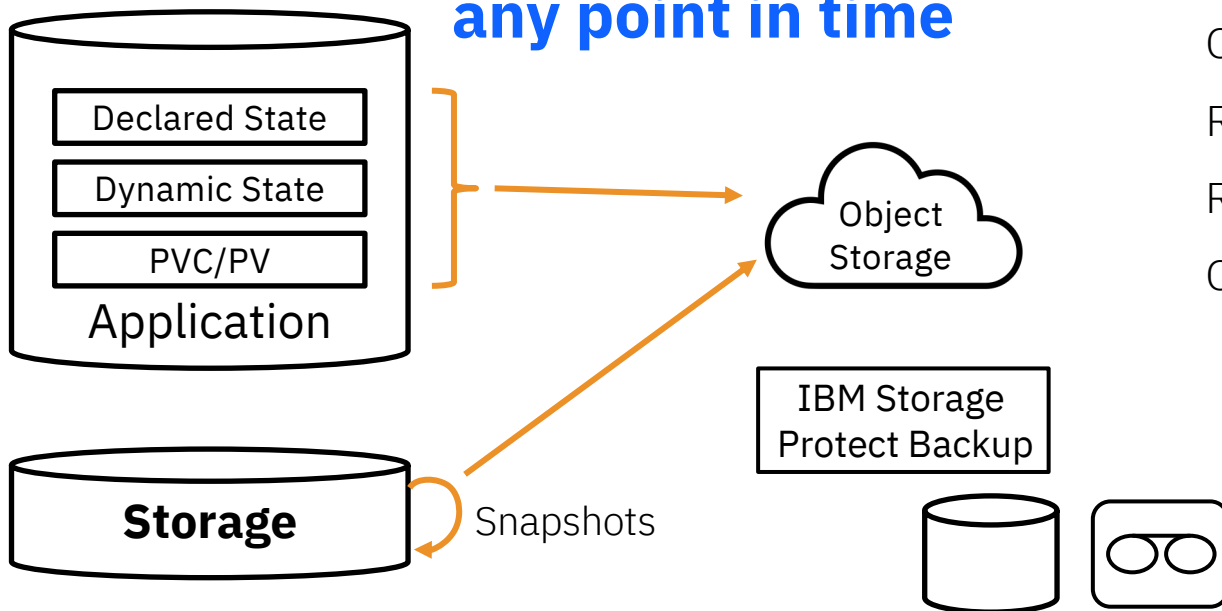 any point in time
Declared State
Dynamic State
PVC/PV
Application
Object
Storage
IBM Storage
Protect Backup
Storage
Snapshots